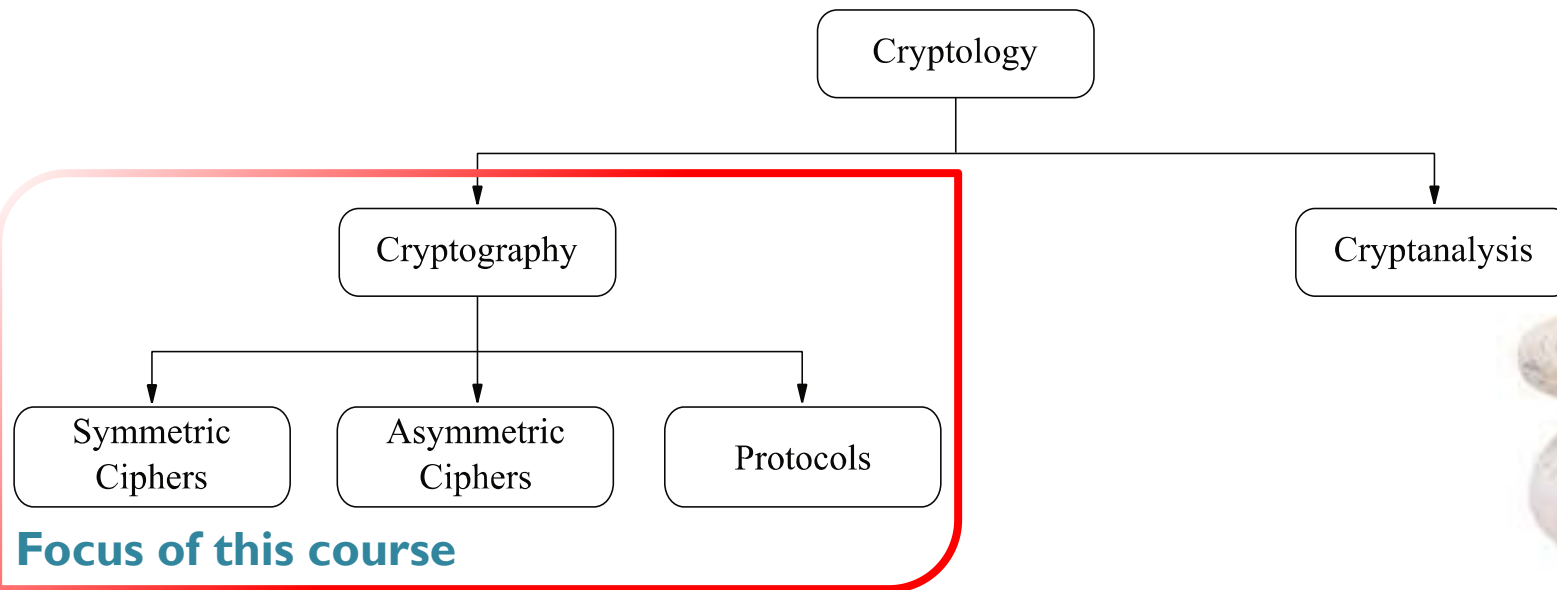 Cryptology
Cryptography
Cryptanalysis
Symmetric
Ciphers
Asymmetric
Ciphers
Protocols
Focus of this course